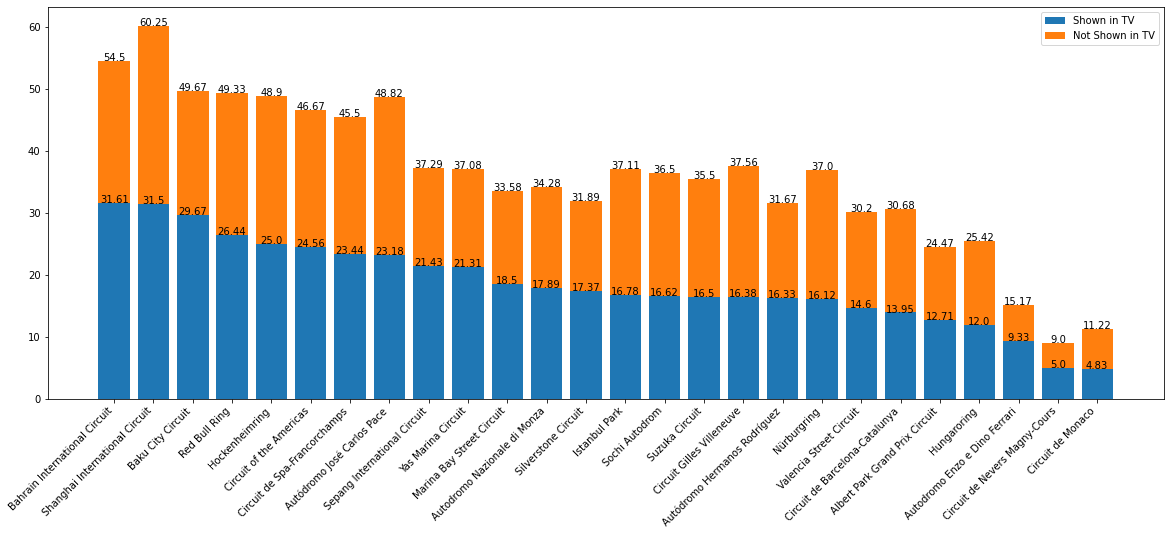 Shown in TV
Not Shown in TV
60
50
40
30
20
10
0
54.5
60.25
49.67
49.33
48.9
46.67
45.5
48.82
37.29
37.08
33.58
34.28
31.89
37.11
36.5
35.5
37.56
31.67
37.0
30.2
30.68
24.47
25.42
15.17
9.0
11.22
31.61
31.5
29.67
26.44
25.0
24.56
23.44
23.18
21.43
21.31
18.5
17.89
17.37
16.78
16.62
16.5
16.38
16.33
16.12
14.6
13.95
12.71
12.0
9.33
5.0
4.83
Bahrain International Circuit
Shanghai International Circuit
Baku City Circuit
Red Bull Ring
Hockenheimring
Circuit of the Americas
Circuit de Spa-Francorchamps
Autódromo José Carlos Pace
Sepang International Circuit
Yas Marina Circuit
Marina Bay Street Circuit
Autodromo Nazionale di Monza
Silverstone Circuit
Istanbul Park
Sochi Autodrom
Suzuka Circuit
Circuit Gilles Villeneuve
Autódromo Hermanos Rodríguez
Nürburgring
Valencia Street Circuit
Circuit de Barcelona-Catalunya
Albert Park Grand Prix Circuit
Hungaroring
Autodromo Enzo e Dino Ferrari
Circuit de Nevers Magny-Cours
Circuit de Monaco